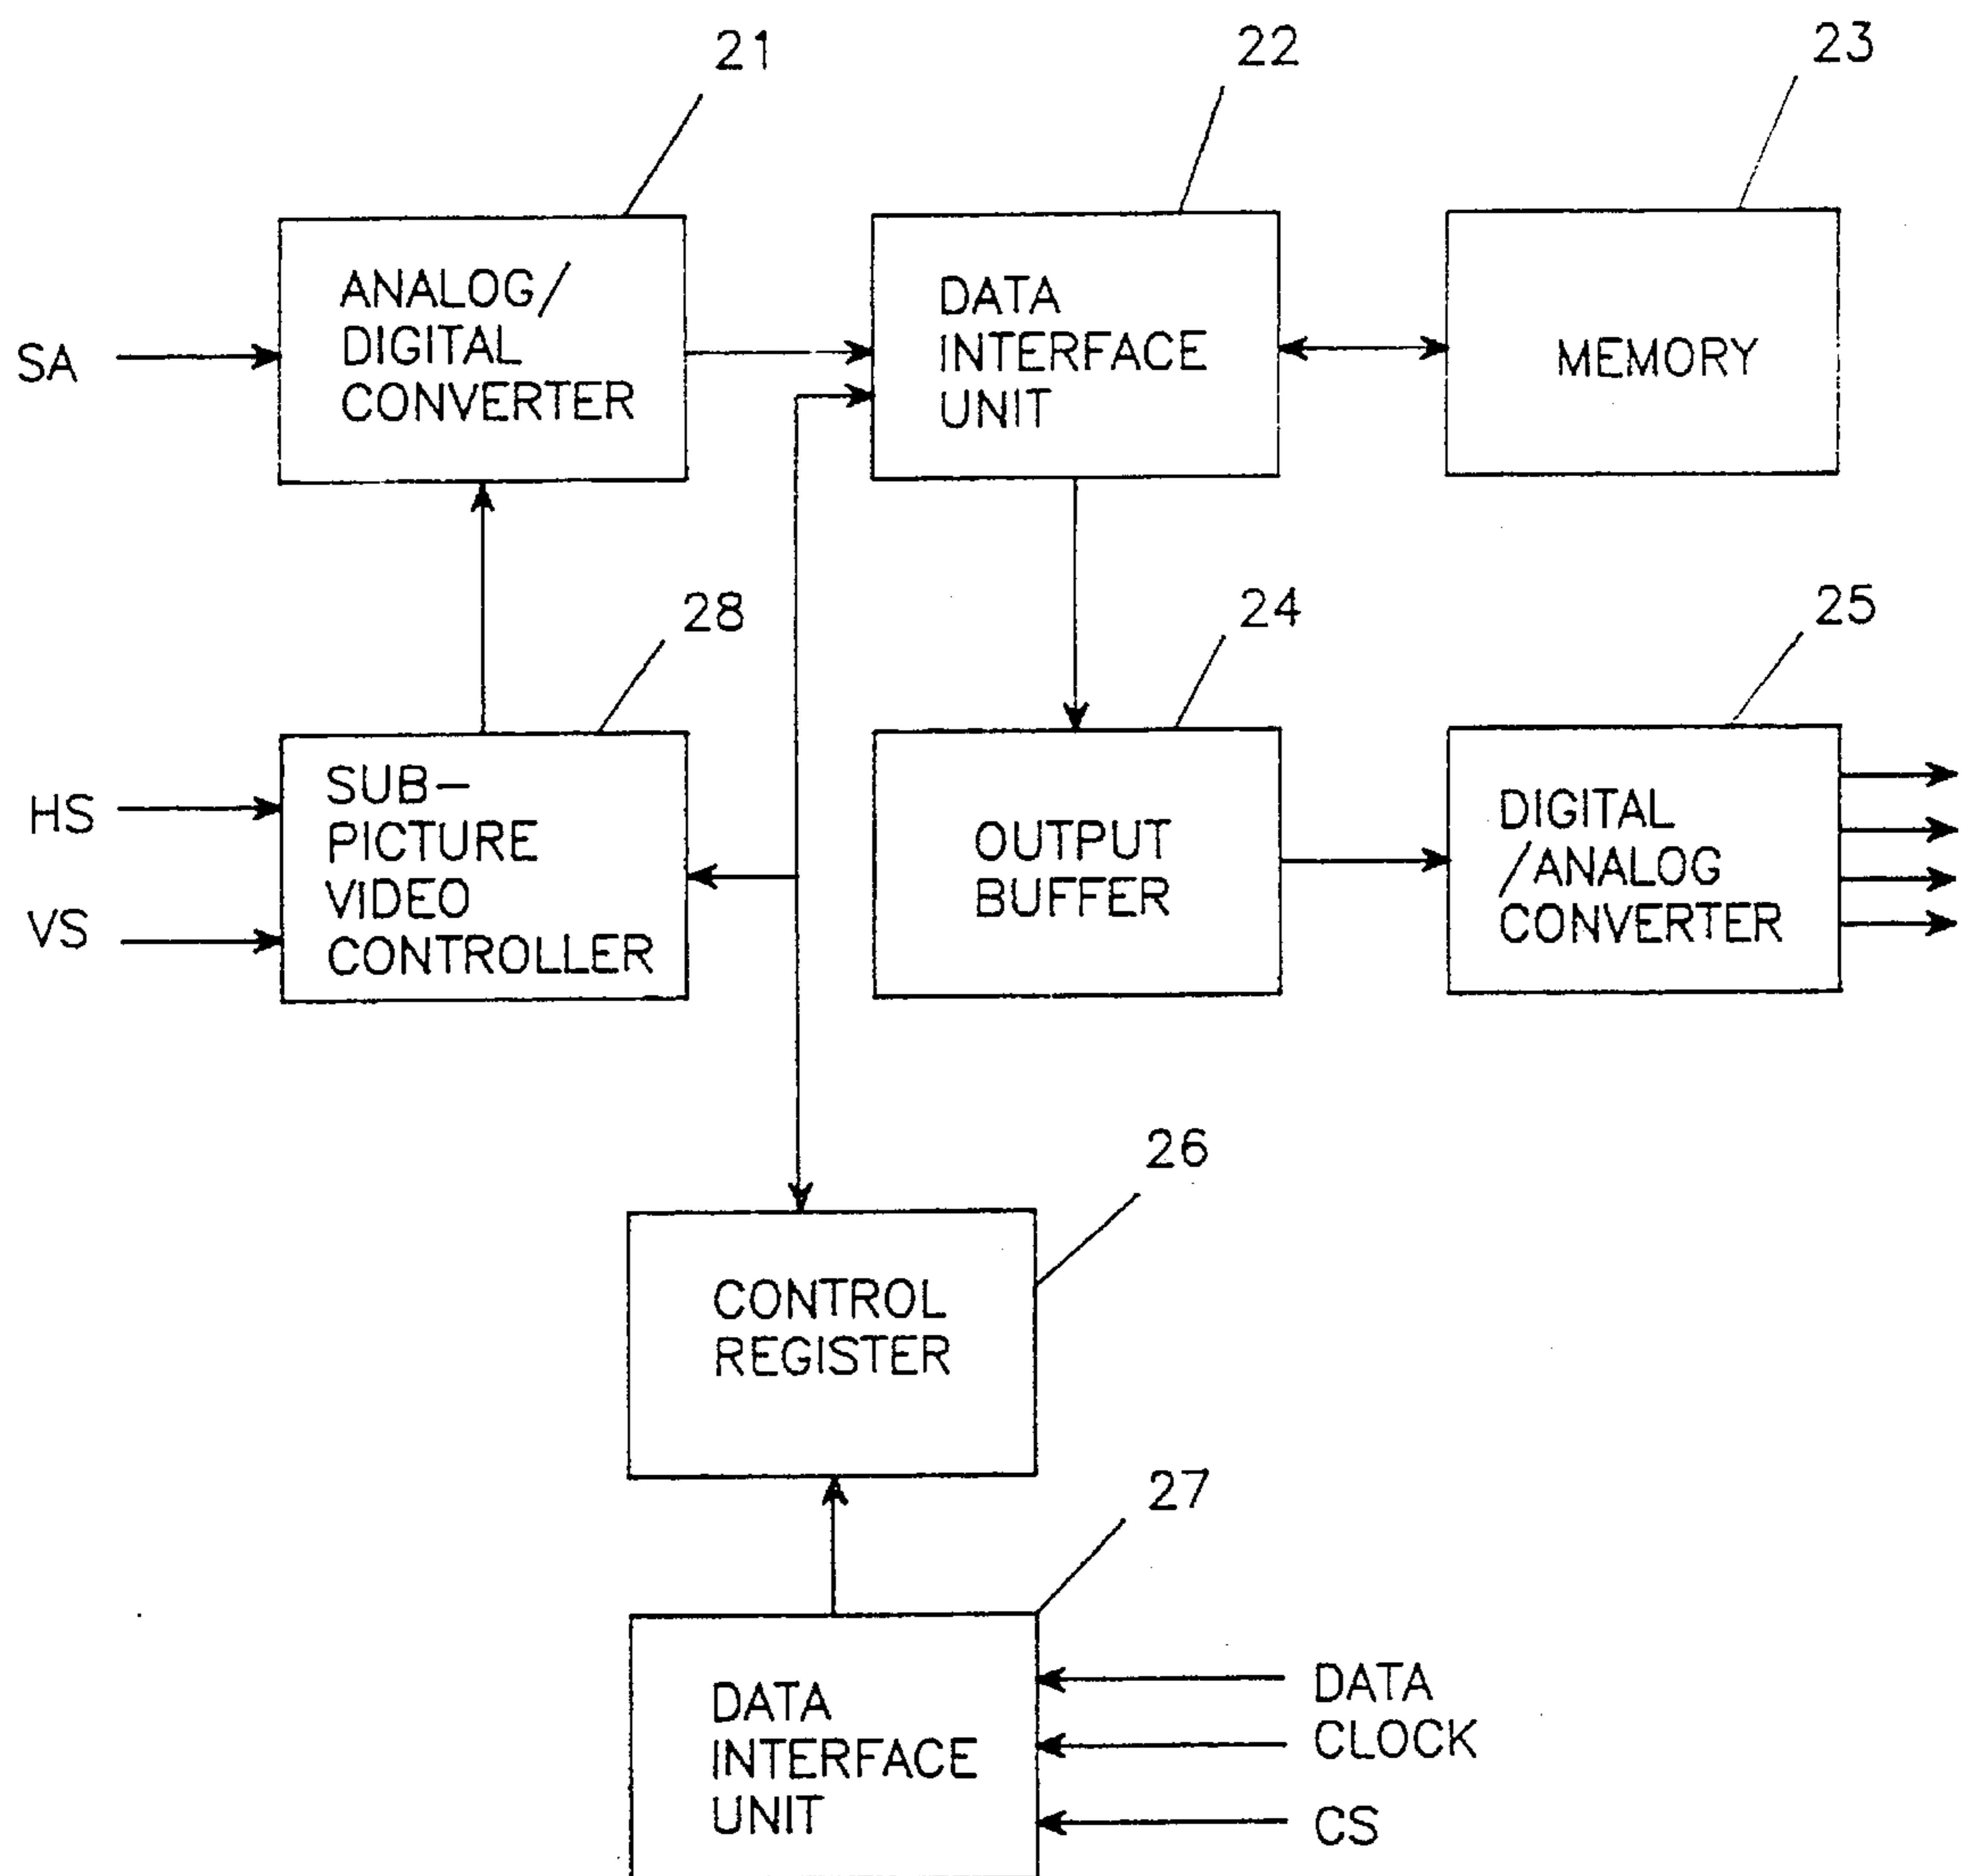 21
22
23
ANALOG/
DIGITAL
CONVERTER
DATA
INTERFACE
UNIT
MEMORY
SA
28
24
25
SUB-
PICTURE
VIDEO
CONTROLLER
HS
VS
OUTPUT
BUFFER
DIGITAL
/ANALOG
CONVERTER
26
CONTROL
REGISTER
27
DATA
INTERFACE
UNIT
DATA
CLOCK
CS